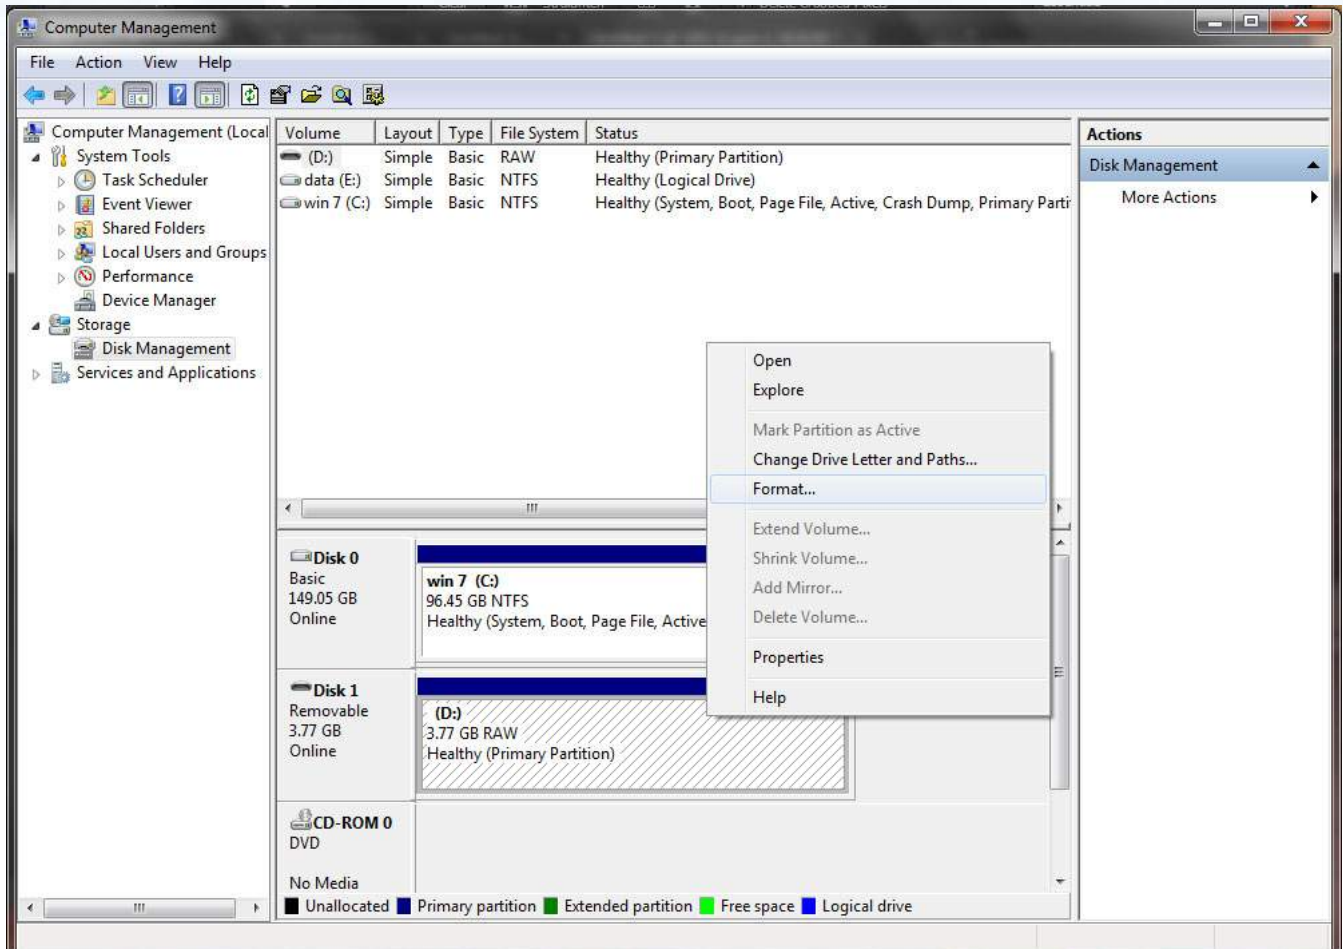 Computer Management
File Action View Help
Computer Management (Local
System Tools
Task Scheduler
Event Viewer
Shared Folders
Local Users and Groups
Performance
Device Manager
Storage
Disk Management
Services and Applications
Volume Layout Type File System Status
(D:) Simple Basic RAW Healthy (Primary Partition)
data (E:) Simple Basic NTFS Healthy (Logical Drive)
win 7 (C:) Simple Basic NTFS Healthy (System, Boot, Page File, Active, Crash Dump, Primary Parti
Open
Explore
Mark Partition as Active
Change Drive Letter and Paths...
Format...
Extend Volume...
Shrink Volume...
Add Mirror...
Delete Volume...
Properties
Help
Disk 0
Basic
149.05 GB
Online
win 7 (C:)
96.45 GB NTFS
Healthy (System, Boot, Page File, Active
Disk 1
Removable
3.77 GB
Online
(D:)
3.77 GB RAW
Healthy (Primary Partition)
CD-ROM 0
DVD
No Media
Unallocated Primary partition Extended partition Free space Logical drive
Actions
Disk Management
More Actions